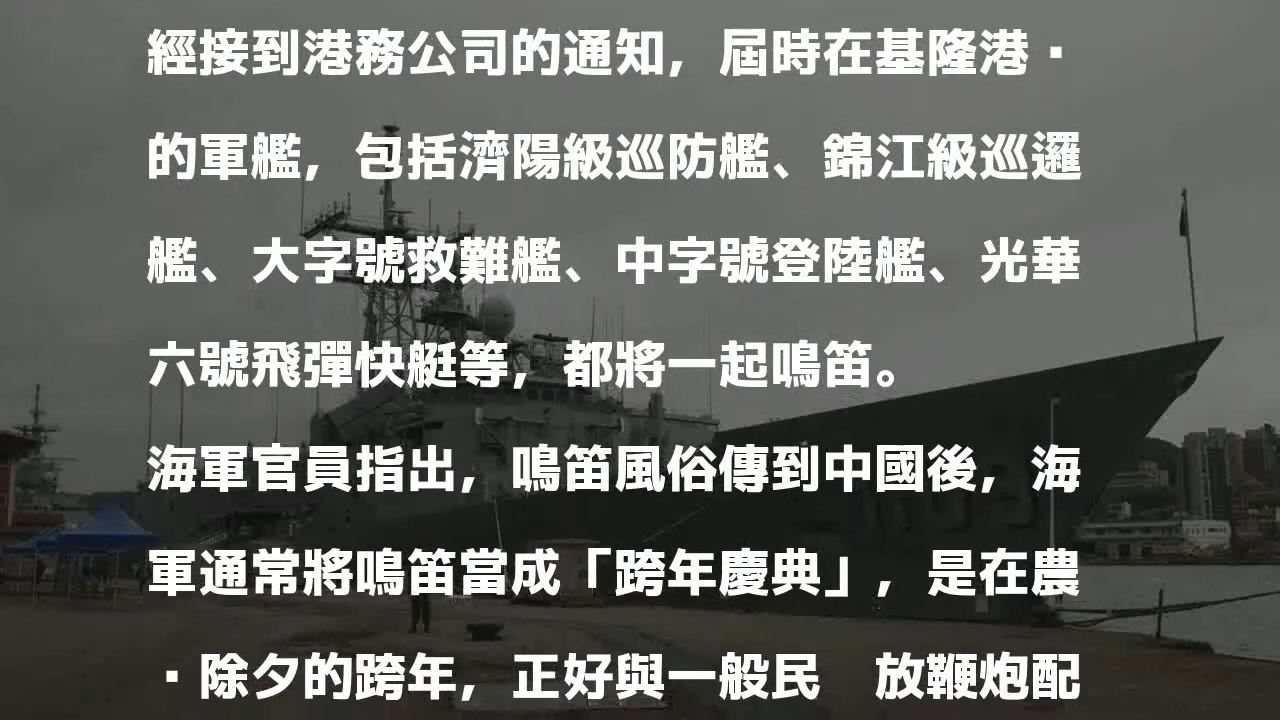 經接到港務公司的通知，屆時在基隆港·
的軍艦，包括濟陽級巡防艦、錦江級巡邏
艦、大字號救難艦、中字號登陸艦、光華
六號飛彈快艇等，都將一起鳴笛。
海軍官員指出，鳴笛風俗傳到中國後，海
軍通常將鳴笛當成「跨年慶典」，是在農
·除夕的跨年，正好與一般民　放鞭炮配